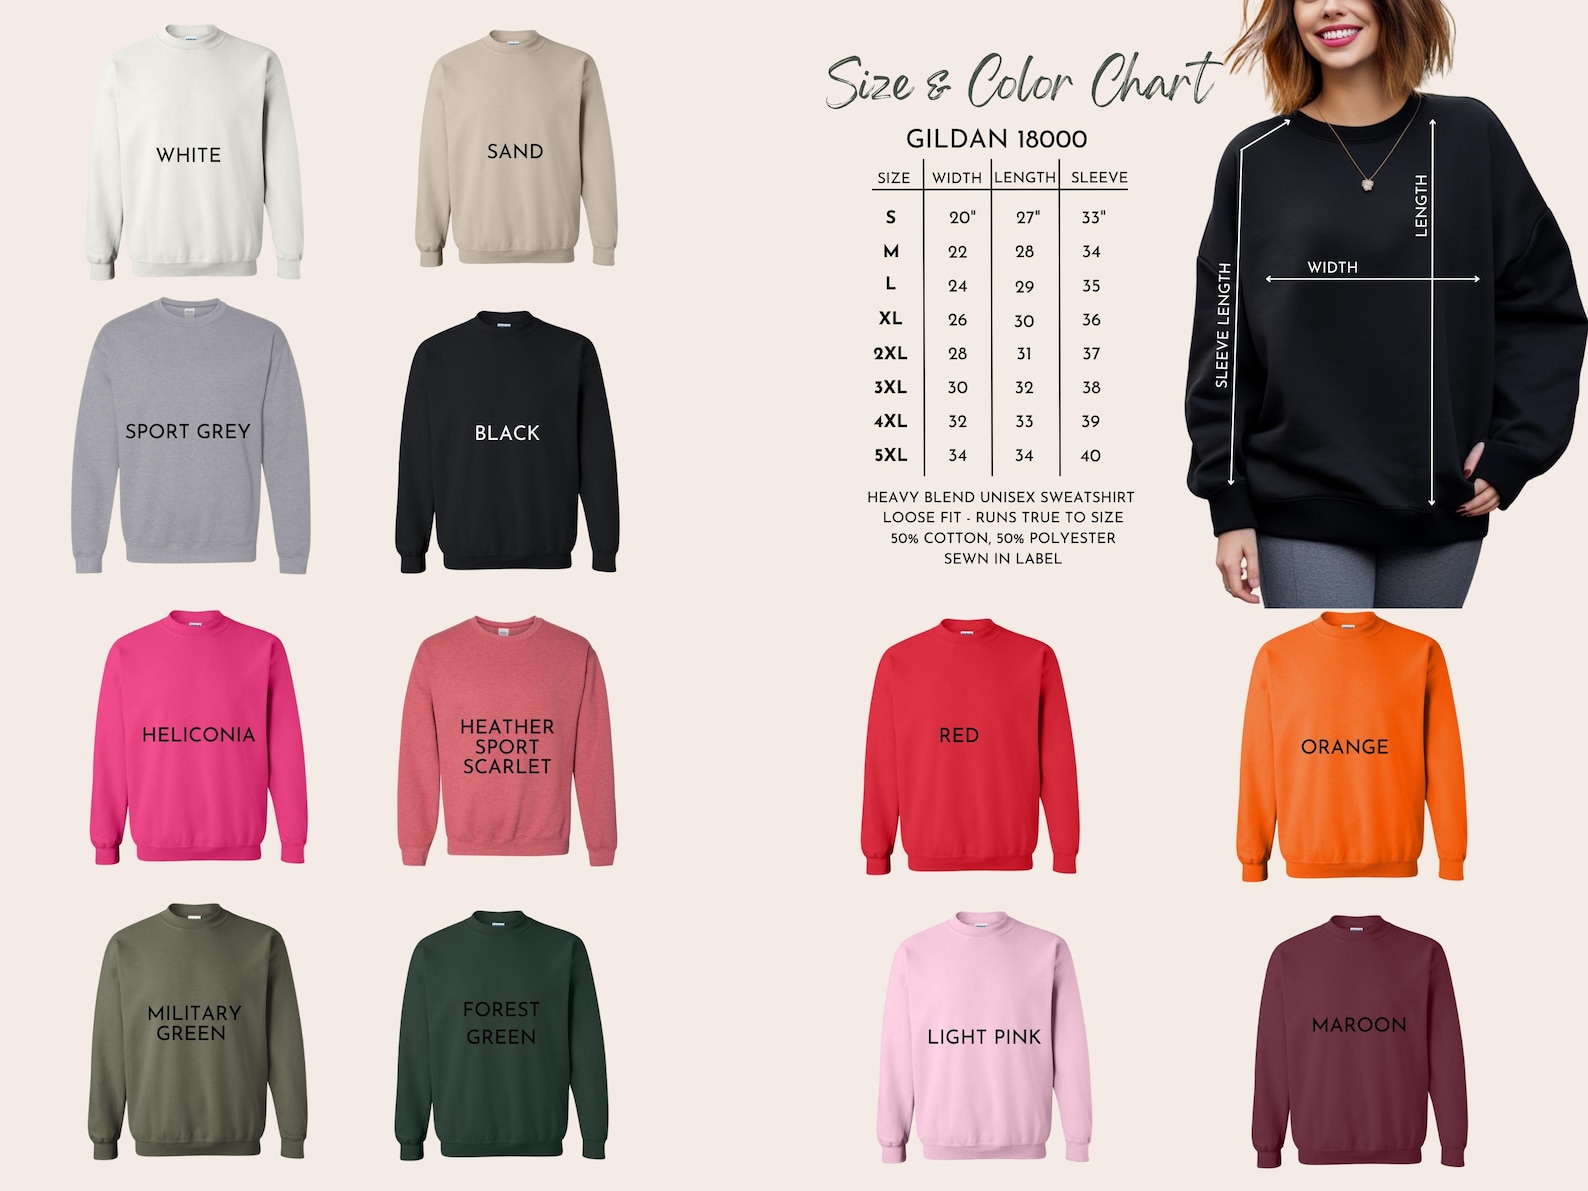 WHITE
SAND
SPORT GREY
BLACK
Size & Color Chart
GILDAN 18000
SIZE WIDTH LENGTH SLEEVE
S 20" 27" 33"
M 22 28 34
L 24 29 35
XL 26 30 36
2XL 28 31 37
3XL 30 32 38
4XL 32 33 39
5XL 34 34 40
HEAVY BLEND UNISEX SWEATSHIRT
LOOSE FIT - RUNS TRUE TO SIZE
50% COTTON, 50% POLYESTER
SEWN IN LABEL
SLEEVE LENGTH
WIDTH
LENGTH
HELICONIA
HEATHER
SPORT
SCARLET
RED
ORANGE
MILITARY
GREEN
FOREST
GREEN
LIGHT PINK
MAROON